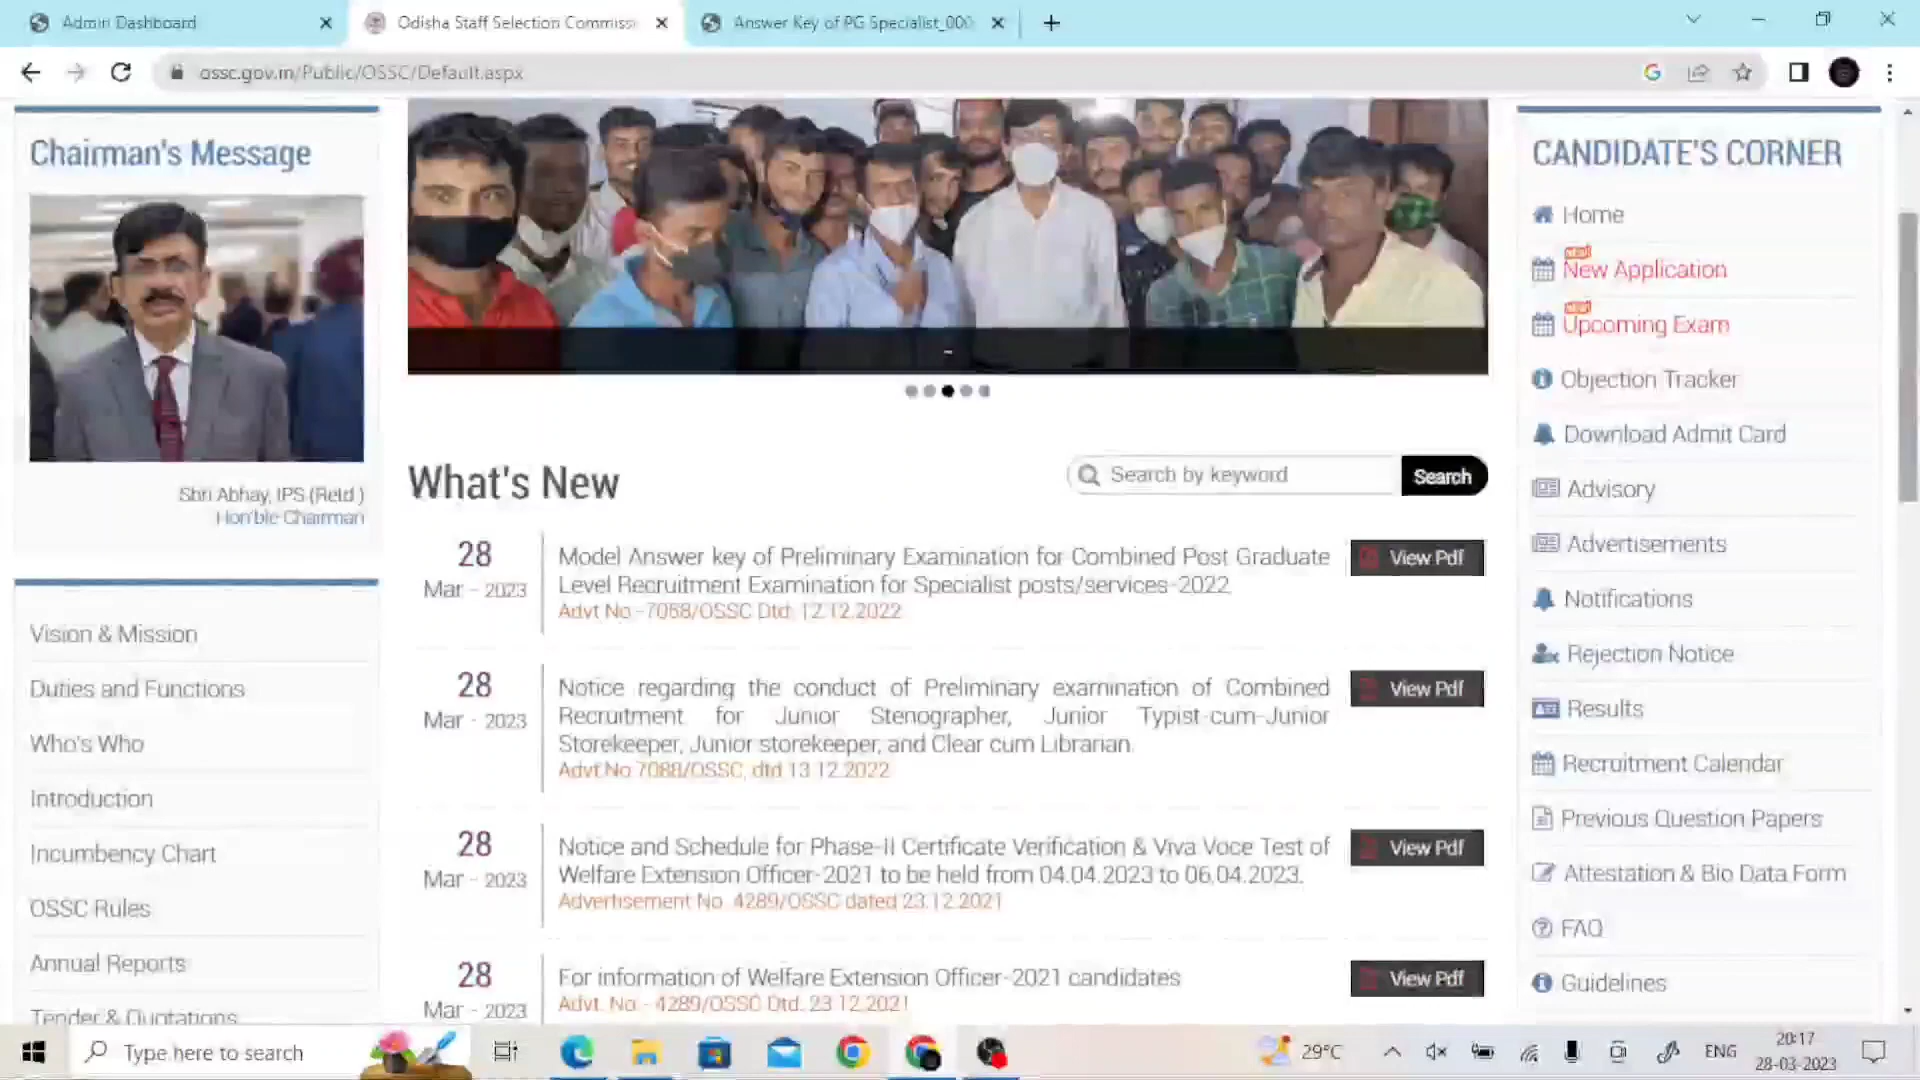 Admin Dashboard
Odisha Staff Selection Commiss
Answer Key of PG Specialist_000
ossc.gov.in/Public/OSSC/Default.aspx
Chairman's Message
Shri Abhay, IPS (Retd.)
Hon'ble Chairman
Vision & Mission
Duties and Functions
Who's Who
Introduction
Incumbency Chart
OSSC Rules
Annual Reports
Tender & Quotations
What's New
Search by keyword
Search
28
Mar - 2023
Model Answer key of Preliminary Examination for Combined Post Graduate
Level Recruitment Examination for Specialist posts/services-2022
Advt No.-7068/OSSC Dtd. 12.12.2022
View Pdf
28
Mar - 2023
Notice regarding the conduct of Preliminary examination of Combined
Recruitment for Junior Stenographer, Junior Typist-cum-Junior
Storekeeper, Junior storekeeper, and Clear cum Librarian.
Advt.No 7088/OSSC, dtd 13.12.2022
View Pdf
28
Mar - 2023
Notice and Schedule for Phase-II Certificate Verification & Viva Voce Test of
Welfare Extension Officer-2021 to be held from 04.04.2023 to 06.04.2023.
Advertisement No. 4289/OSSC dated 23.12.2021
View Pdf
28
Mar - 2023
For information of Welfare Extension Officer-2021 candidates
Advt. No - 4289/OSSC Dtd. 23.12.2021
View Pdf
CANDIDATE'S CORNER
Home
New Application
Upcoming Exam
Objection Tracker
Download Admit Card
Advisory
Advertisements
Notifications
Rejection Notice
Results
Recruitment Calendar
Previous Question Papers
Attestation & Bio Data Form
FAQ
Guidelines
Type here to search
29°C
ENG
20:17
28-03-2023